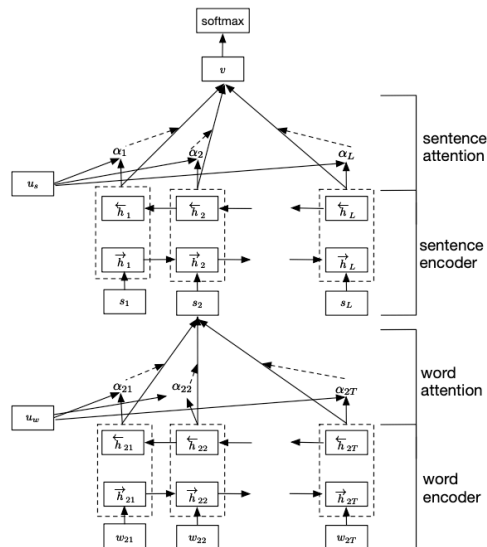 softmax
v
α1 α2 αL
sentence
attention
us
←h1 ←h2 ←hL
→h1 →h2 →hL
sentence
encoder
s1 s2 sL
α21 α22 α2T
word
attention
uw
←h21 ←h22 ←h2T
→h21 →h22 →h2T
word
encoder
w21 w22 w2T